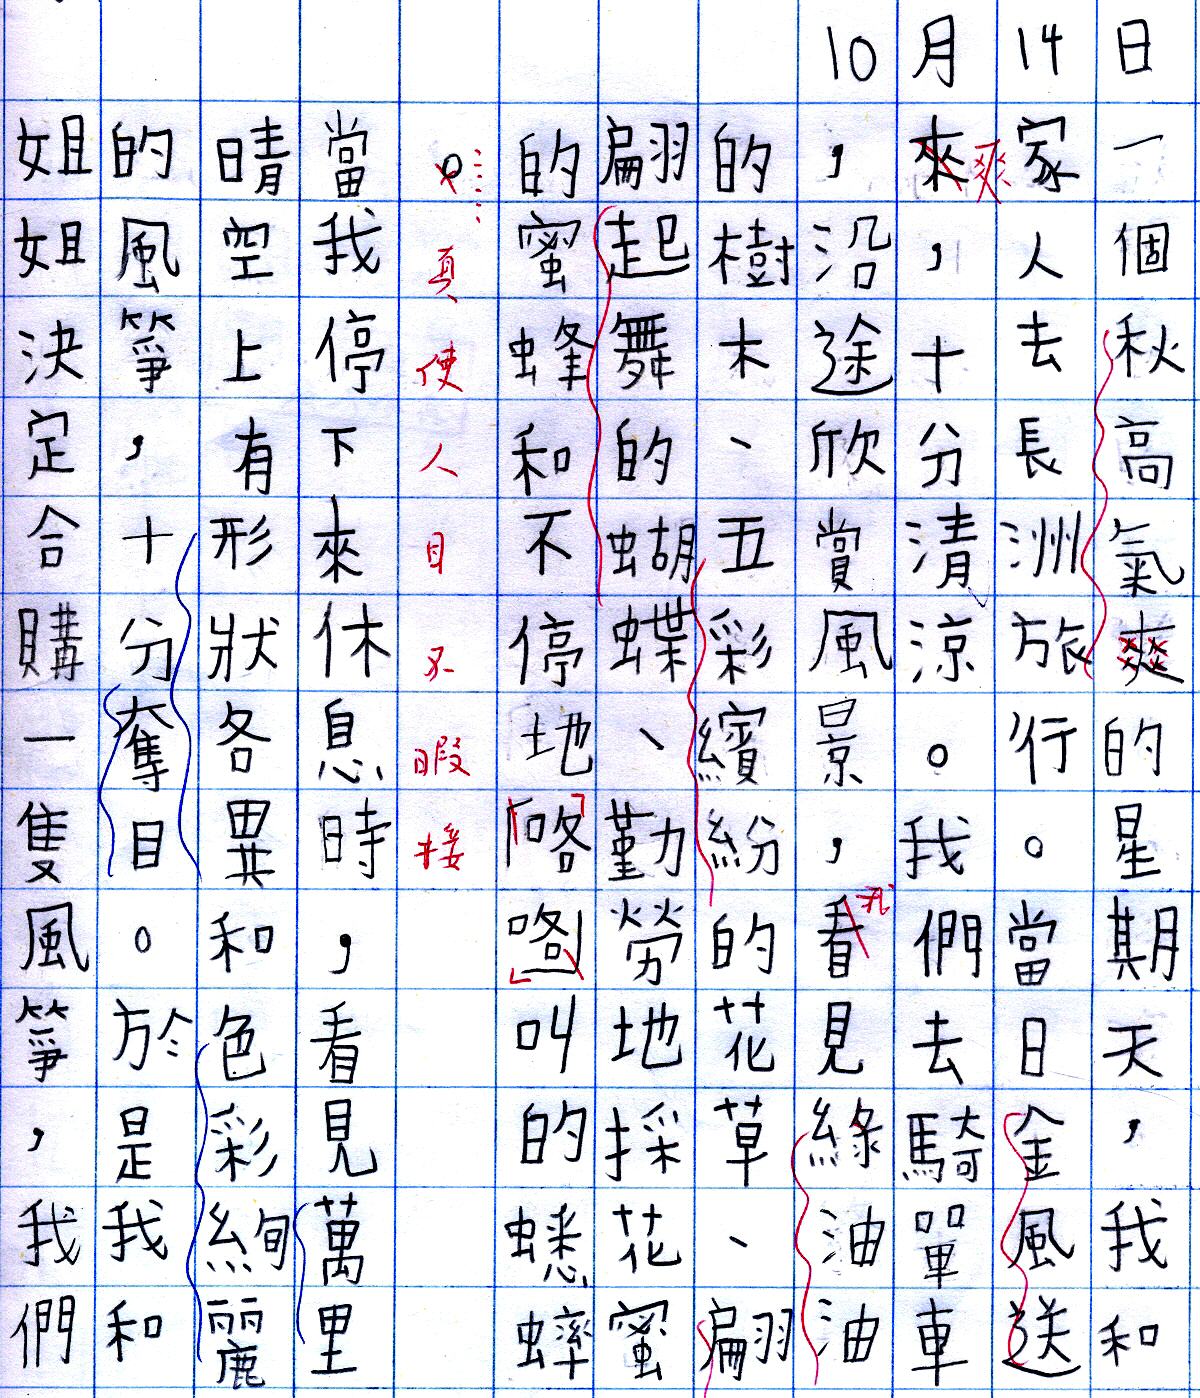 10月14日
一個秋高氣爽的星期天，我和
家人去長洲旅行。當日金風送
來爽，十分清涼。我們去騎單車
，沿途欣賞風景，看見綠油油
的樹木、五彩繽紛的花草、翩
翩起舞的蝴蝶、勤勞地採花蜜
的蜜蜂和不停地「咯咯」叫的蟋蟀
。真使人目不暇接
當我停下來休息時，看見萬里
晴空上有形狀各異和色彩絢麗
的風箏，十分奪目。於是我和
姐姐決定合購一隻風箏，我們